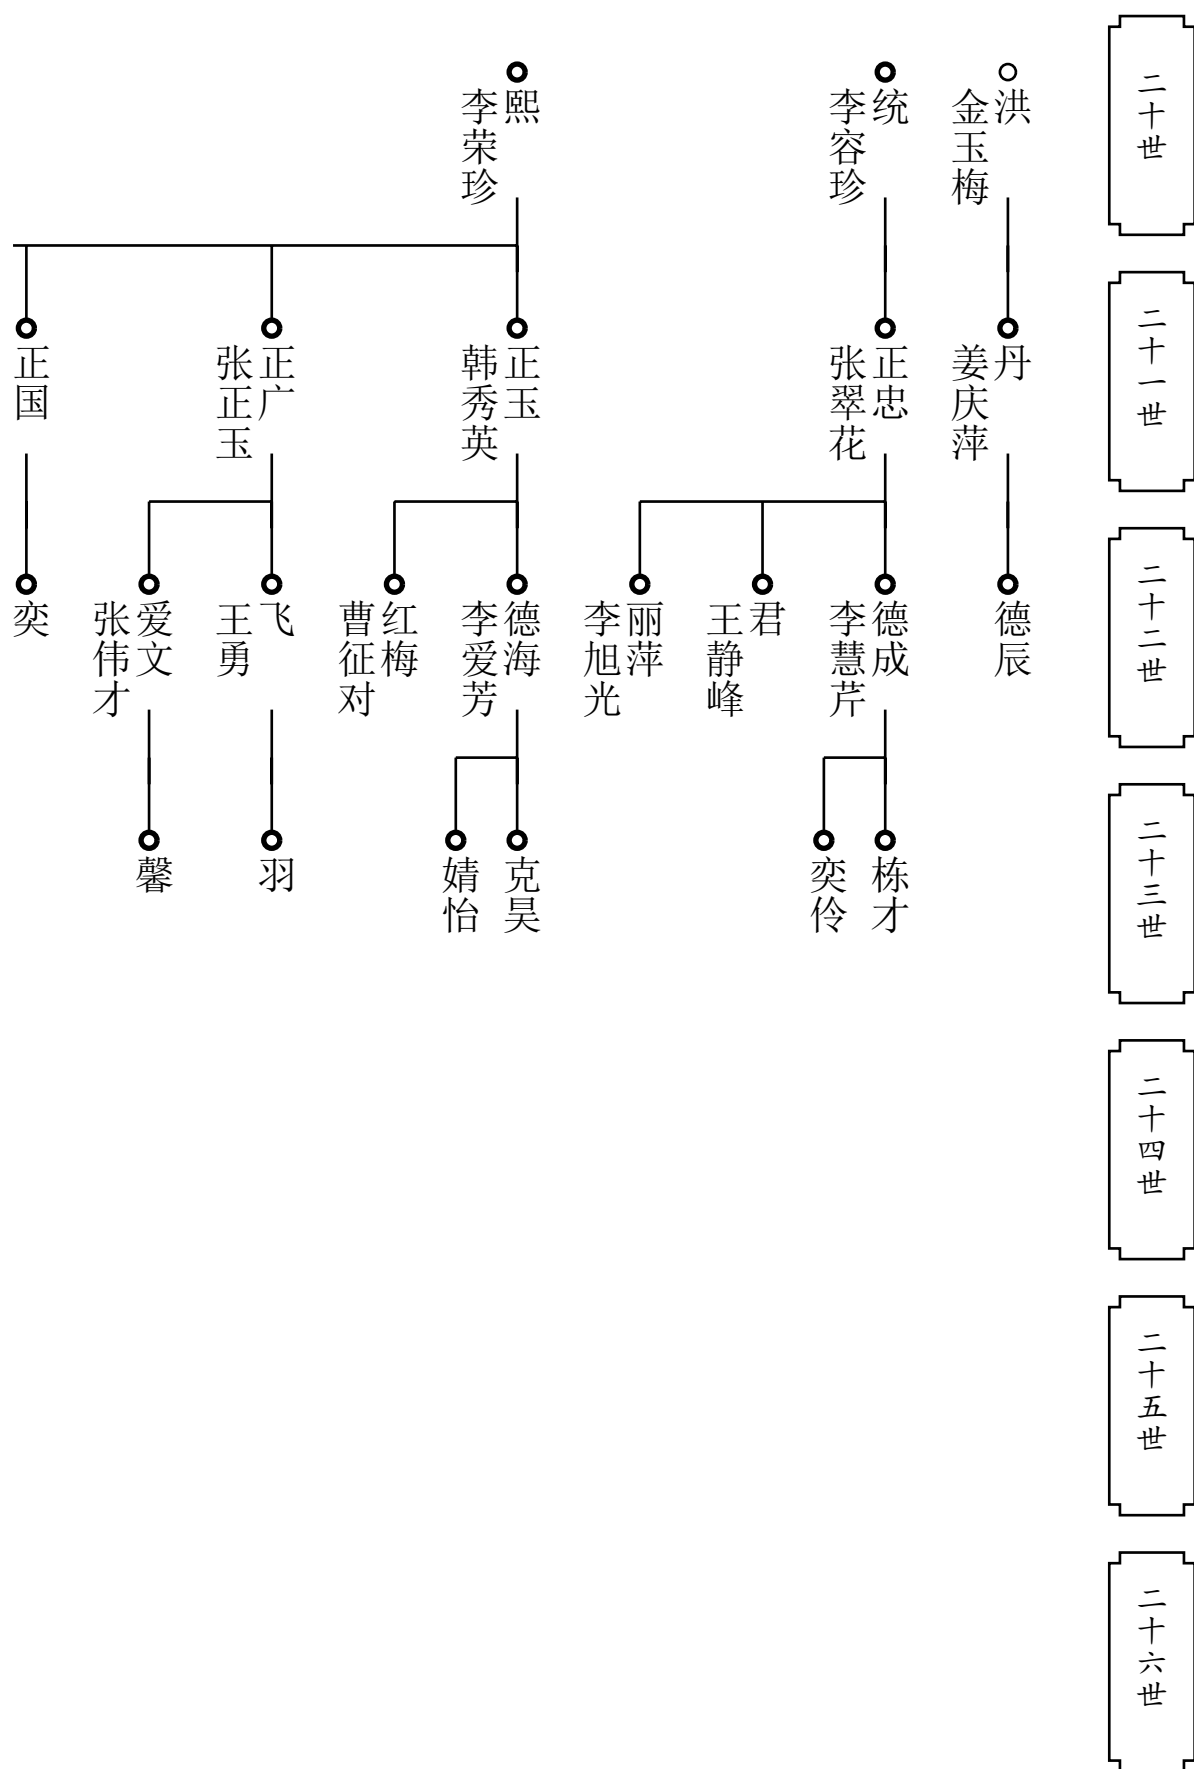 二十世
洪
金玉梅
统
李容珍
熙
李荣珍
二十一世
丹
姜庆萍
正忠
张翠花
正玉
韩秀英
正广
张正玉
正国
二十二世
德辰
德成
李慧芹
君
王静峰
丽萍
李旭光
德海
李爱芳
红梅
曹征对
飞
王勇
爱文
张伟才
奕
二十三世
栋才
奕伶
克昊
婧怡
羽
馨
二十四世
二十五世
二十六世